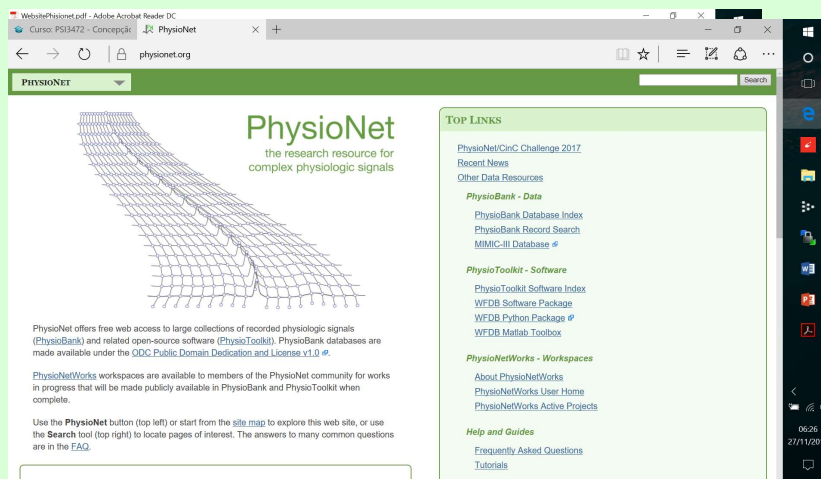 WebsitePhisionet.pdf - Adobe Acrobat Reader DC
Curso: PSI3472 - Concepção
PhysioNet
physionet.org
PHYSIONET
Search
PhysioNet
the research resource for
complex physiologic signals
PhysioNet offers free web access to large collections of recorded physiologic signals
(PhysioBank) and related open-source software (PhysioToolkit). PhysioBank databases are
made available under the ODC Public Domain Dedication and License v1.0
PhysioNetWorks workspaces are available to members of the PhysioNet community for works
in progress that will be made publicly available in PhysioBank and PhysioToolkit when
complete.
Use the PhysioNet button (top left) or start from the site map to explore this web site, or use
the Search tool (top right) to locate pages of interest. The answers to many common questions
are in the FAQ.
TOP LINKS
PhysioNet/CinC Challenge 2017
Recent News
Other Data Resources
PhysioBank - Data
PhysioBank Database Index
PhysioBank Record Search
MIMIC-III Database
PhysioToolkit - Software
PhysioToolkit Software Index
WFDB Software Package
WFDB Python Package
WFDB Matlab Toolbox
PhysioNetWorks - Workspaces
About PhysioNetWorks
PhysioNetWorks User Home
PhysioNetWorks Active Projects
Help and Guides
Frequently Asked Questions
Tutorials
06:26
27/11/20